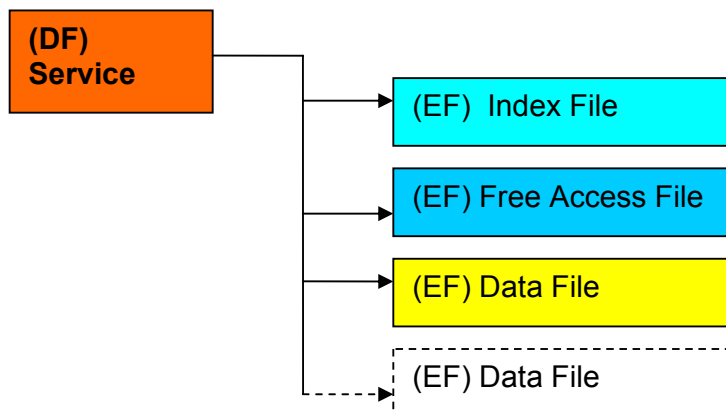 (DF)
Service
(EF)  Index File
(EF) Free Access File
(EF) Data File
(EF) Data File